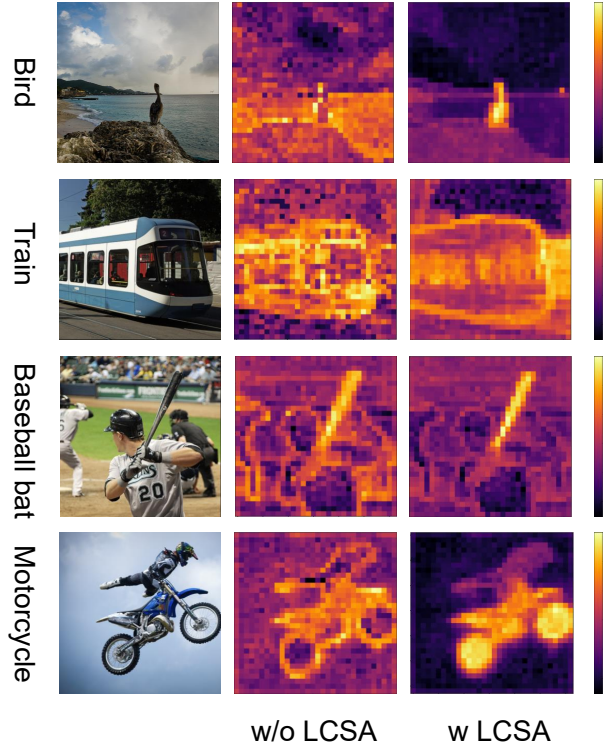 Bird
Train
Baseball bat
20
Motorcycle
w/o LCSA
w LCSA